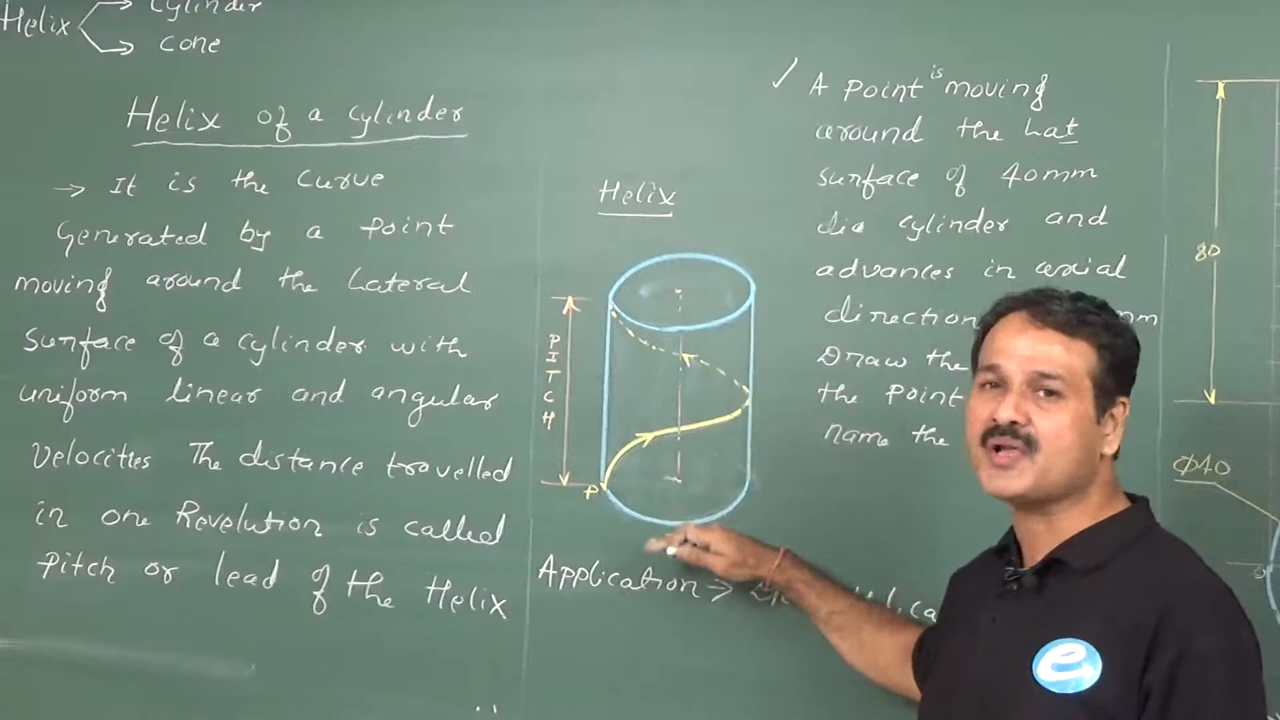 Helix
Cylinder
Cone
Helix of a cylinder
→ It is the curve
Generated by a point
moving around the Lateral
surface of a cylinder with
uniform linear and angular
velocities The distance travelled
in one Revelution is called
Pitch or lead of the Helix
Helix
PITCH
P
Application →
✓ A point is moving
around the Lat
surface of 40mm
dia cylinder and
advances in axial
direction mm
Draw the
the point
name the
80
Φ40
e